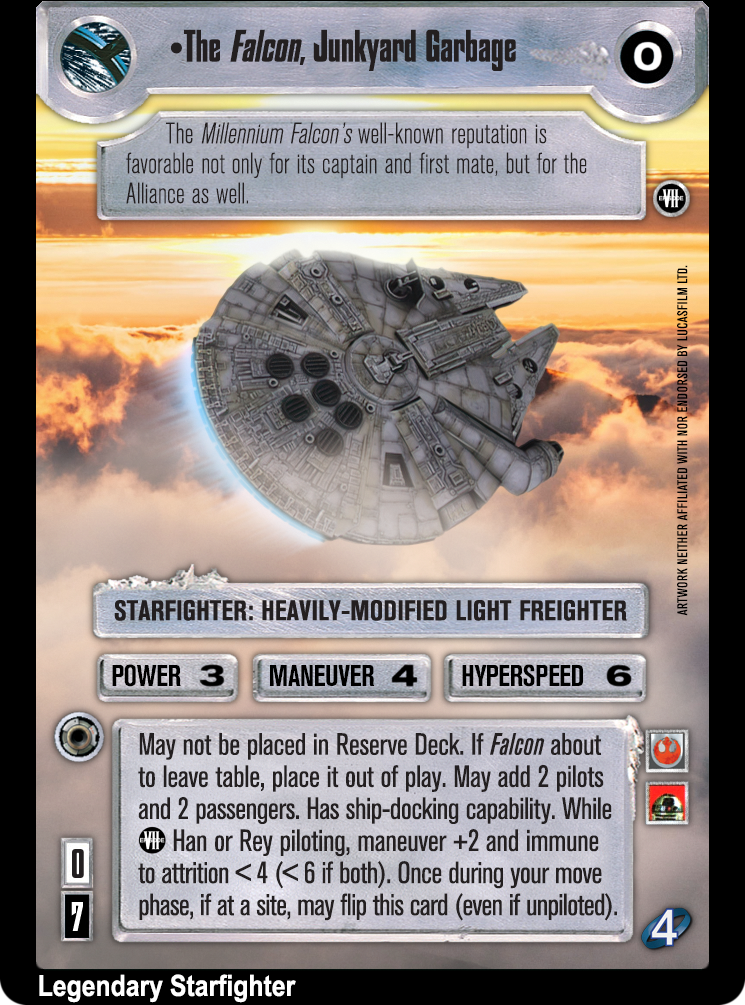 •The Falcon, Junkyard Garbage
O
The Millennium Falcon's well-known reputation is
favorable not only for its captain and first mate, but for the
Alliance as well.
EPISODE VII
ARTWORK NEITHER AFFILIATED WITH NOR ENDORSED BY LUCASFILM LTD.
STARFIGHTER: HEAVILY-MODIFIED LIGHT FREIGHTER
POWER 3 MANEUVER 4 HYPERSPEED 6
May not be placed in Reserve Deck. If Falcon about
to leave table, place it out of play. May add 2 pilots
and 2 passengers. Has ship-docking capability. While
EPISODE VII Han or Rey piloting, maneuver +2 and immune
to attrition < 4 (< 6 if both). Once during your move
phase, if at a site, may flip this card (even if unpiloted).
0
7
4
Legendary Starfighter